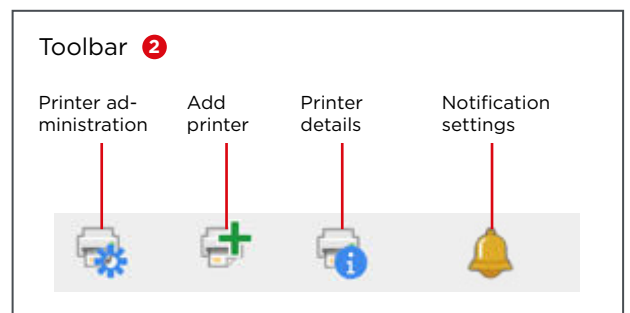 Toolbar 2
Printer ad-
ministration
Add
printer
Printer
details
Notification
settings
i